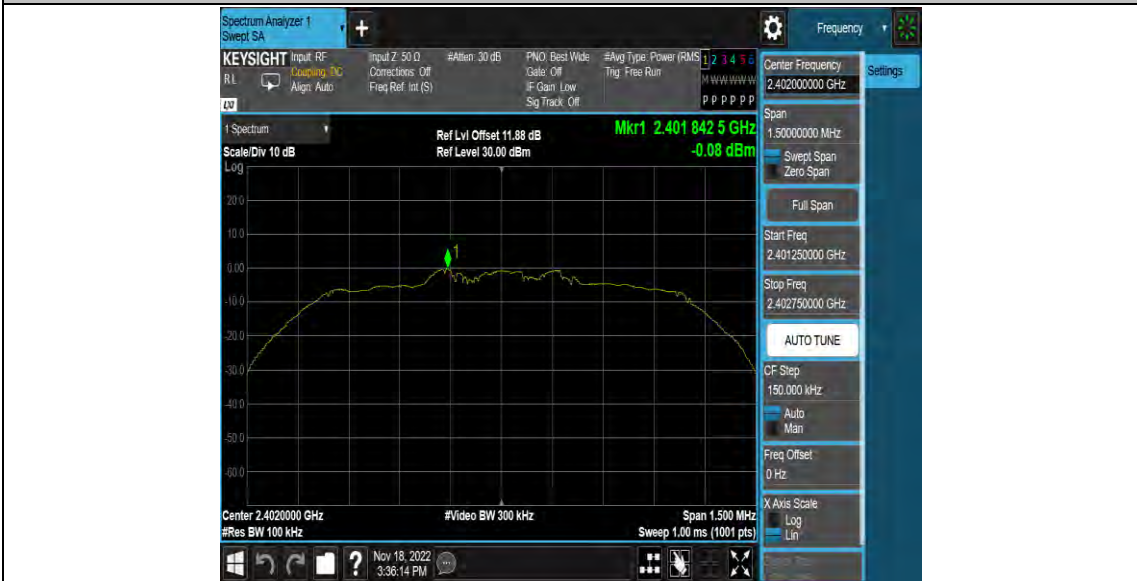 Spectrum Analyzer 1
Swept SA
+
Frequency
KEYSIGHT
RL
LXI
Input: RF
Coupling: DC
Align: Auto
Input Z: 50 Ω
Corrections: Off
Freq Ref: Int (S)
#Atten: 30 dB
PNO: Best Wide
Gate: Off
IF Gain: Low
Sig Track: Off
#Avg Type: Power (RMS
Trig: Free Run
1 2 3 4 5 6
M W W W W W
P P P P P P
Center Frequency
2.402000000 GHz
Settings
Span
1.50000000 MHz
Swept Span
Zero Span
Full Span
Start Freq
2.401250000 GHz
Stop Freq
2.402750000 GHz
AUTO TUNE
CF Step
150.000 kHz
Auto
Man
Freq Offset
0 Hz
X Axis Scale
Log
Lin
1 Spectrum
Scale/Div 10 dB
Ref Lvl Offset 11.88 dB
Ref Level 30.00 dBm
Mkr1 2.401 842 5 GHz
-0.08 dBm
Log
20.0
10.0
0.00
-10.0
-20.0
-30.0
-40.0
-50.0
-60.0
1
Center 2.4020000 GHz
#Res BW 100 kHz
#Video BW 300 kHz
Span 1.500 MHz
Sweep 1.00 ms (1001 pts)
?
Nov 18, 2022
3:36:14 PM